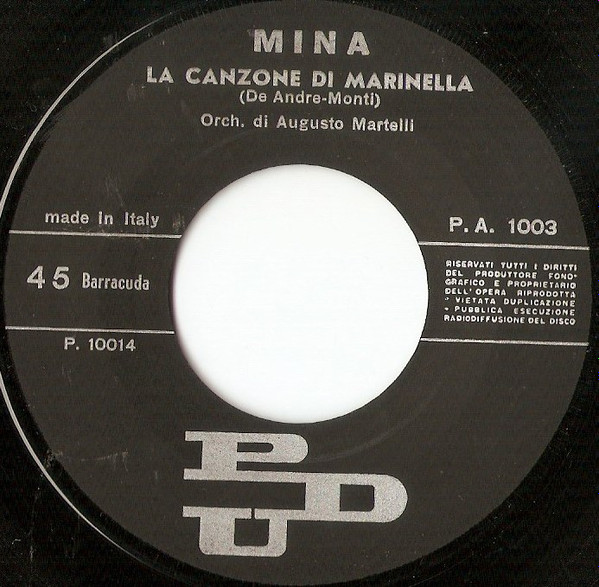 MINA
LA CANZONE DI MARINELLA
(De Andre-Monti)
Orch. di Augusto Martelli
made in Italy
P. A. 1003
45 Barracuda
RISERVATI TUTTI I DIRITTI
DEL PRODUTTORE FONO-
GRAFICO E PROPRIETARIO
DELL'OPERA RIPRODOTTA
- VIETATA DUPLICAZIONE
- PUBBLICA ESECUZIONE
RADIODIFFUSIONE DEL DISCO
P. 10014
PDU